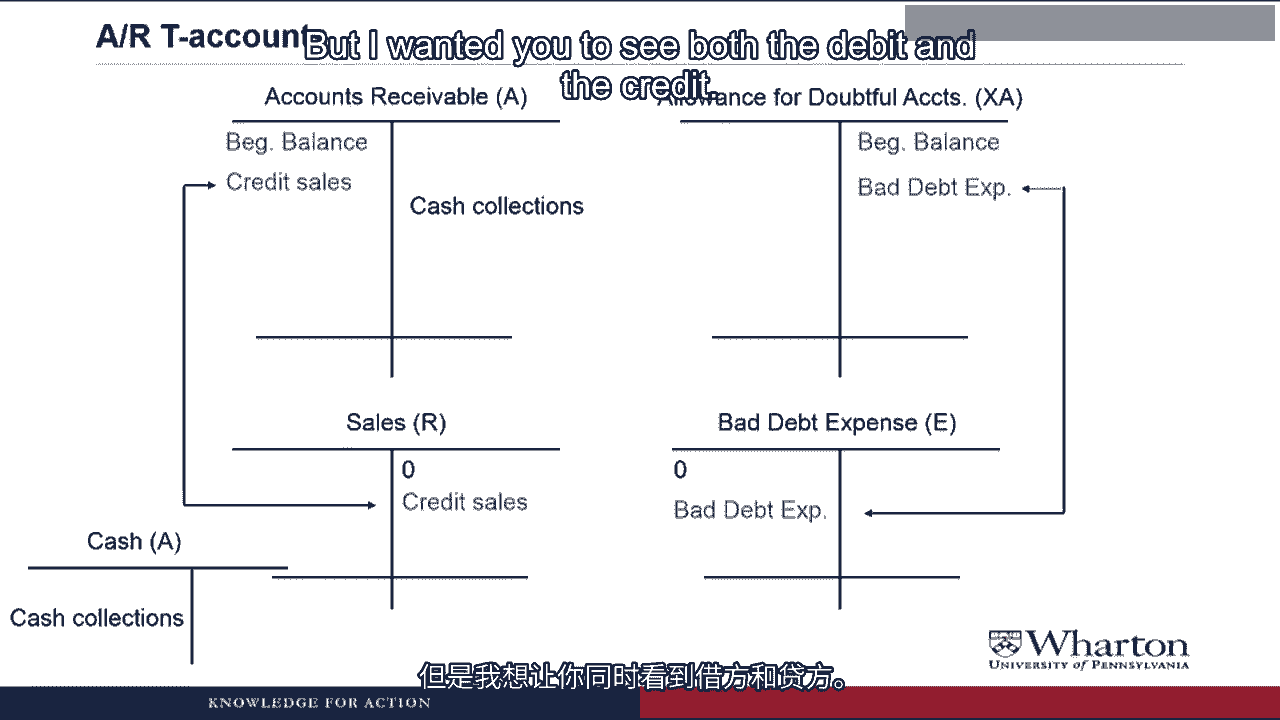 A/R T-account
But I wanted you to see both the debit and
the credit.
Accounts Receivable (A)
Allowance for Doubtful Accts. (XA)
Beg. Balance
Credit sales
Cash collections
Beg. Balance
Bad Debt Exp.
Sales (R)
0
Credit sales
Bad Debt Expense (E)
0
Bad Debt Exp.
Cash (A)
Cash collections
Wharton
UNIVERSITY OF PENNSYLVANIA
但是我想让你同时看到借方和贷方。
KNOWLEDGE FOR ACTION